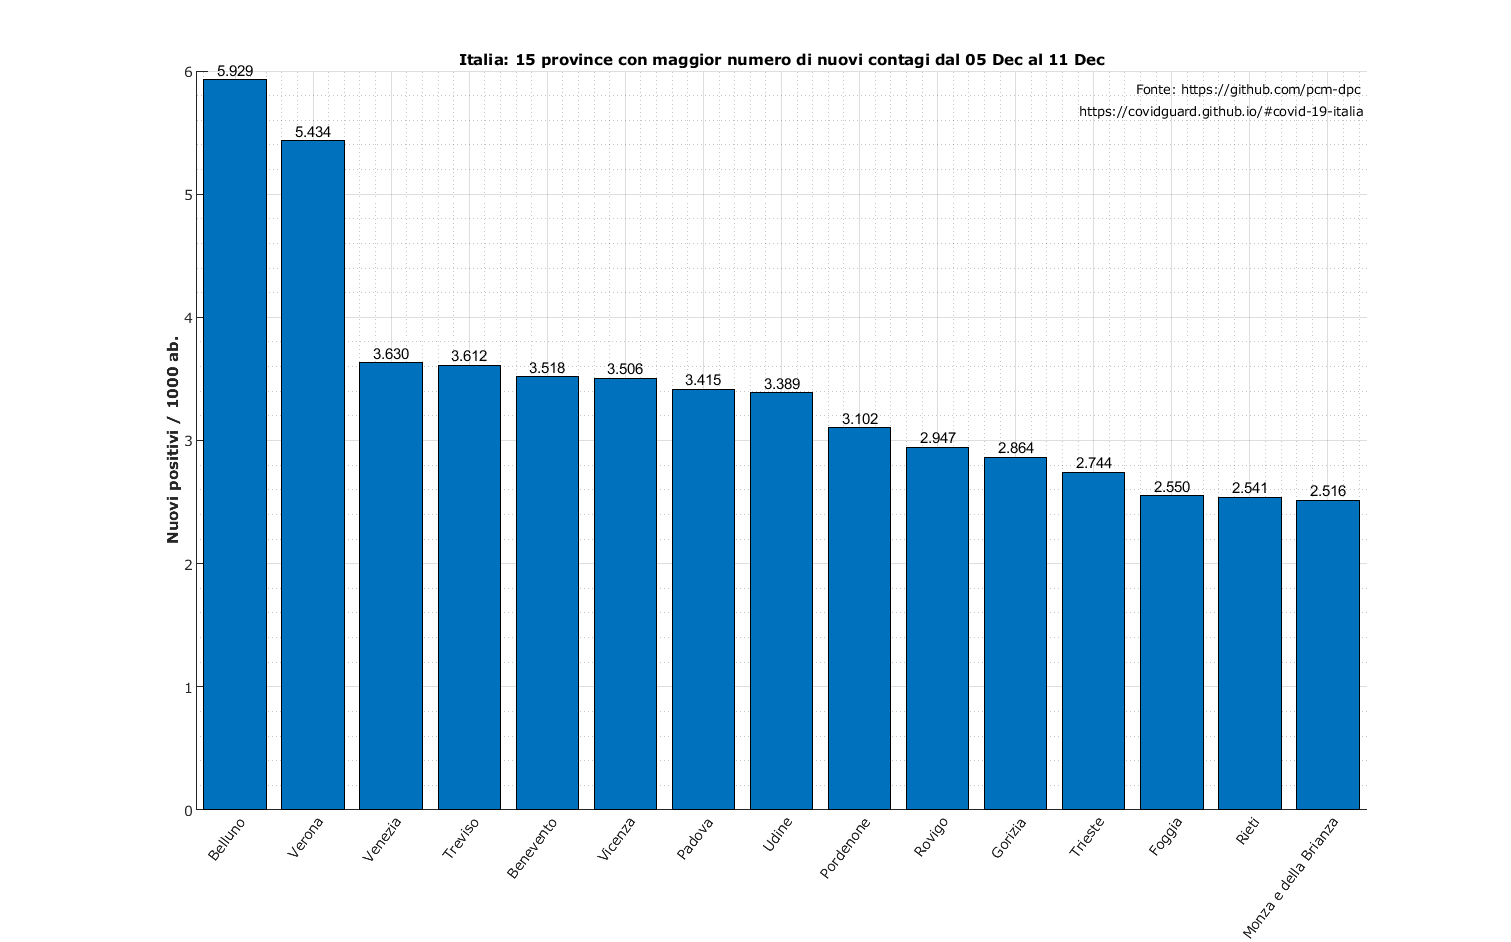 Italia: 15 province con maggior numero di nuovi contagi dal 05 Dec al 11 Dec
Fonte: https://github.com/pcm-dpc
https://covidguard.github.io/#covid-19-italia
Nuovi positivi / 1000 ab.
6
5
4
3
2
1
0
5.929
5.434
3.630
3.612
3.518
3.506
3.415
3.389
3.102
2.947
2.864
2.744
2.550
2.541
2.516
Belluno
Verona
Venezia
Treviso
Benevento
Vicenza
Padova
Udine
Pordenone
Rovigo
Gorizia
Trieste
Foggia
Rieti
Monza e della Brianza